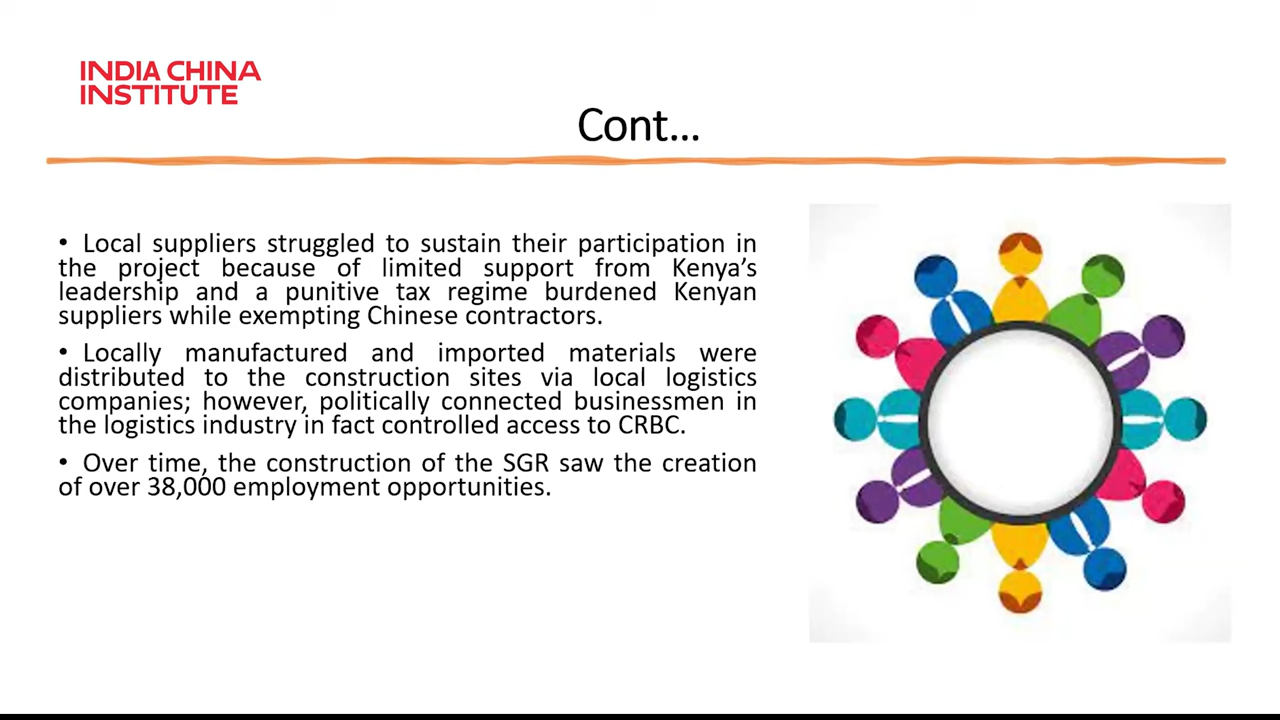 INDIA CHINA
INSTITUTE
Cont...
• Local suppliers struggled to sustain their participation in
the project because of limited support from Kenya’s
leadership and a punitive tax regime burdened Kenyan
suppliers while exempting Chinese contractors.
• Locally manufactured and imported materials were
distributed to the construction sites via local logistics
companies; however, politically connected businessmen in
the logistics industry in fact controlled access to CRBC.
• Over time, the construction of the SGR saw the creation
of over 38,000 employment opportunities.